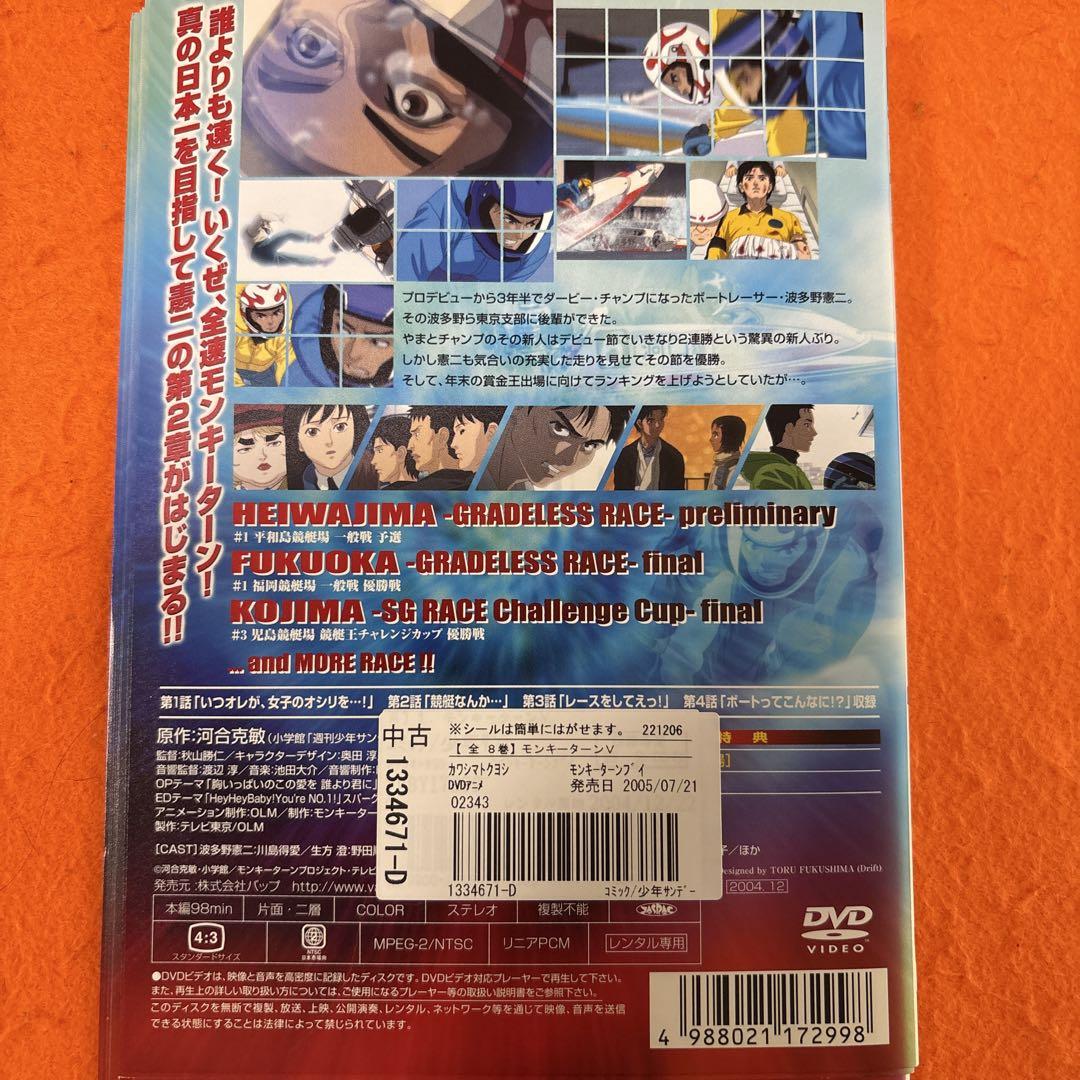 誰よりも速く！いくぜ、全速モンキーターン！
真の日本一を目指して憲二の第2章がはじまる!!
プロデビューから3年半でダービー・チャンプになったボートレーサー・波多野憲二。
その波多野ら東京支部に後輩ができた。
やまとチャンプのその新人はデビュー節でいきなり2連勝という驚異の新人ぶり。
しかし憲二も気合いの充実した走りを見せてその節を優勝。
そして、年末の賞金王出場に向けてランキングを上げようとしていたが…。
HEIWAJIMA -GRADELESS RACE- preliminary
#1 平和島競艇場 一般戦 予選
FUKUOKA -GRADELESS RACE- final
#1 福岡競艇場 一般戦 優勝戦
KOJIMA -SG RACE Challenge Cup- final
#3 児島競艇場 競艇王チャレンジカップ 優勝戦
... and MORE RACE !!
第1話「いつオレが、女子のオシリを…！」 第2話「競艇なんか…」 第3話「レースをしてえっ！」 第4話「ボートってこんなに!?」収録
原作：河合克敏（小学館「週刊少年サン
特典
監督：秋山勝仁／キャラクターデザイン：奥田 淳
音響監督：渡辺 淳／音楽：池田大介／音響制作：
OPテーマ「胸いっぱいのこの愛を 誰より君に」
EDテーマ「HeyHeyBaby!You're NO.1!」スパーク
アニメーション制作：OLM／制作：モンキーター
製作：テレビ東京/OLM
[CAST]波多野憲二：川島得愛／生方 澄：野田順
子／ほか
©河合克敏・小学館／モンキーターンプロジェクト・テレビ
Designed by TORU FUKUSHIMA (Drift)
発売元：株式会社バップ http://www.va
2004.12
中古
1334671-D
※シールは簡単にはがせます。 221206
【 全 8巻】モンキーターンV
カワシマトクヨシ モンキーターンブイ
DVDアニメ 発売日 2005/07/21
02343
1334671-D コミック/少年サンデー
本編98min 片面・二層 COLOR ステレオ 複製不能 JASRAC
4:3
スタンダードサイズ
2
NTSC
日本市場向
MPEG-2/NTSC リニアPCM レンタル専用
DVD
VIDEO
●DVDビデオは、映像と音声を高密度に記録したディスクです。DVDビデオ対応プレーヤーで再生して下さい。
また、再生上の詳しい取り扱い方については、ご使用になるプレーヤー等の取扱い説明書をご参照下さい。
このディスクを無断で複製、放送、上映、公開演奏、レンタル、ネットワーク等を通じて映像、音声を送信
できる状態にすることは法律によって禁じられています。
4 988021 172998